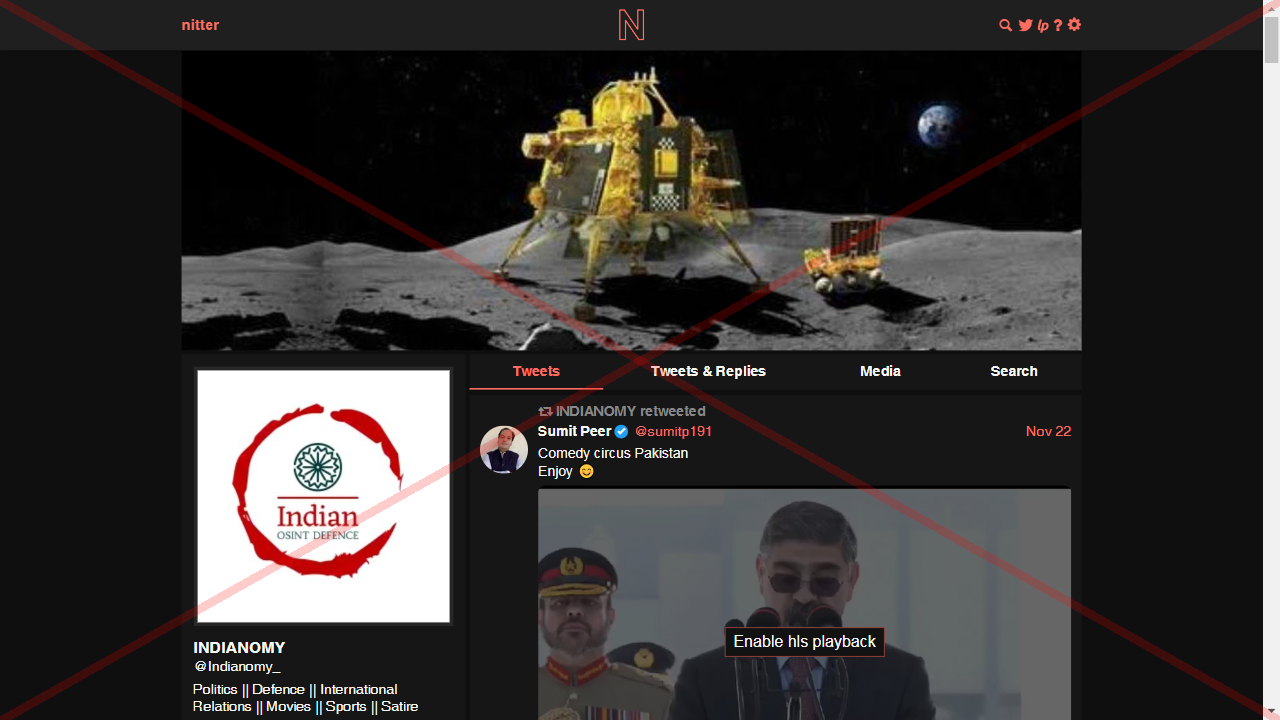 nitter
N
lp ?
Tweets
Tweets & Replies
Media
Search
INDIANOMY retweeted
Sumit Peer @sumitp191
Nov 22
Comedy circus Pakistan
Enjoy 😊
Enable hls playback
Indian
OSINT DEFENCE
INDIANOMY
@Indianomy_
Politics || Defence || International
Relations || Movies || Sports || Satire